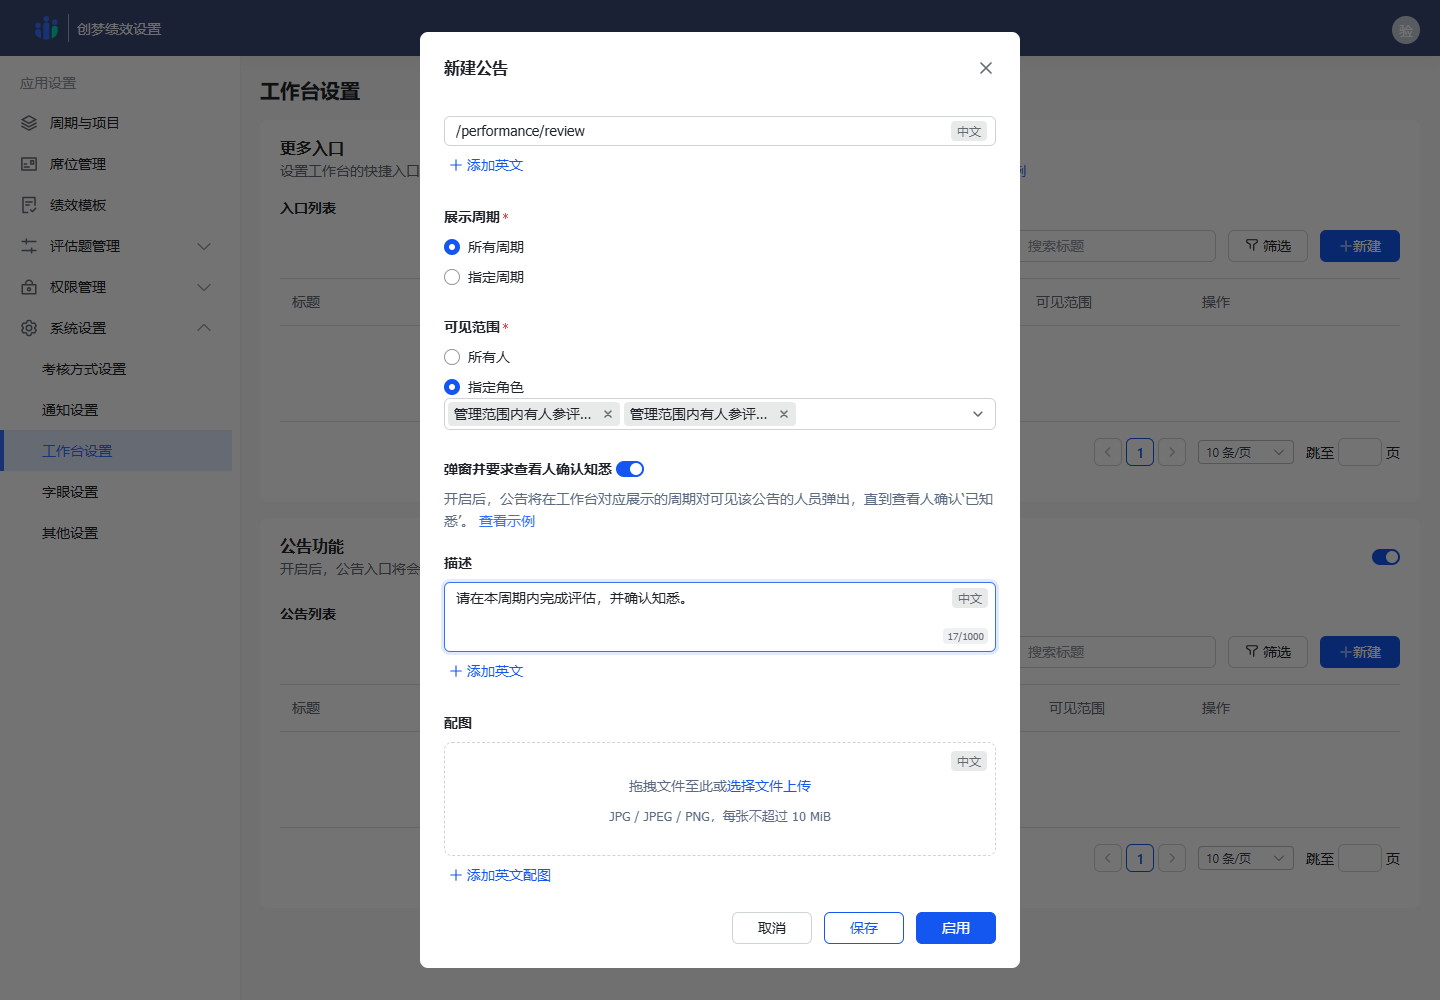 创梦绩效设置
验
应用设置
周期与项目
席位管理
绩效模板
评估题管理
权限管理
系统设置
考核方式设置
通知设置
工作台设置
字眼设置
其他设置
工作台设置
更多入口
设置工作台的快捷入口
例
入口列表
搜索标题
筛选
新建
标题
可见范围
操作
1
10 条/页
跳至
页
公告功能
开启后，公告入口将会
公告列表
搜索标题
筛选
新建
标题
可见范围
操作
1
10 条/页
跳至
页
新建公告
/performance/review
中文
添加英文
展示周期*
所有周期
指定周期
可见范围*
所有人
指定角色
管理范围内有人参评...
管理范围内有人参评...
弹窗并要求查看人确认知悉
开启后，公告将在工作台对应展示的周期对可见该公告的人员弹出，直到查看人确认‘已知
悉’。 查看示例
描述
请在本周期内完成评估，并确认知悉。
中文
17/1000
添加英文
配图
中文
拖拽文件至此或选择文件上传
JPG / JPEG / PNG，每张不超过 10 MiB
添加英文配图
取消
保存
启用